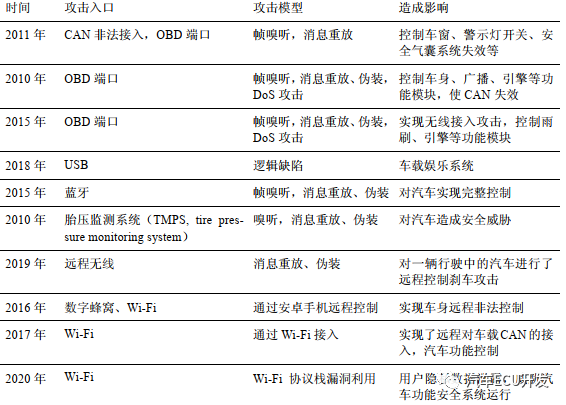 时间 攻击入口 攻击模型 造成影响
2011 年 CAN 非法接入，OBD 端口 帧嗅听，消息重放 控制车窗、警示灯开关、安
全气囊系统失效等
2010 年 OBD 端口 帧嗅听，消息重放、伪装， 控制车身、广播、引擎等功
DoS 攻击 能模块，使 CAN 失效
2015 年 OBD 端口 帧嗅听，消息重放、伪装， 实现无线接入攻击，控制雨
DoS 攻击 刷、引擎等功能模块
2018 年 USB 逻辑缺陷 车载娱乐系统
2015 年 蓝牙 帧嗅听，消息重放、伪装 对汽车实现完整控制
2010 年 胎压监测系统（TMPS, tire pres- 嗅听，消息重放、伪装 对汽车造成安全威胁
sure monitoring system）
2019 年 远程无线 消息重放、伪装 对一辆行驶中的汽车进行了
远程控制刹车攻击
2016 年 数字蜂窝、Wi-Fi 通过安卓手机远程控制 实现车身远程非法控制
2017 年 Wi-Fi 通过 Wi-Fi 接入 实现了远程对车载 CAN 的接
入，汽车功能控制
2020 年 Wi-Fi Wi-Fi 协议栈漏洞利用 用户隐 数据 汽
车功能安全系统运行
汽车ECU开发